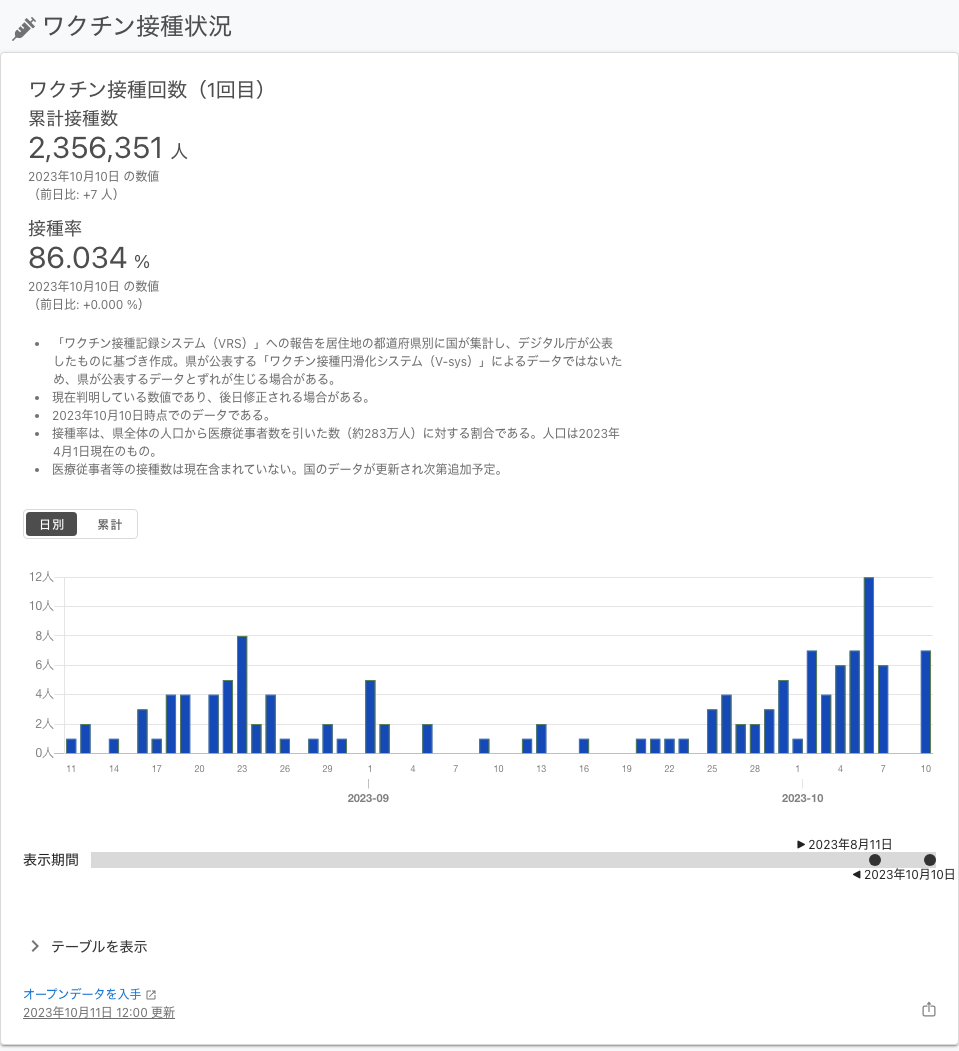 ワクチン接種状況
ワクチン接種回数（1回目）
累計接種数
2,356,351 人
2023年10月10日 の数値
（前日比: +7 人）
接種率
86.034 %
2023年10月10日 の数値
（前日比: +0.000 %）
• 「ワクチン接種記録システム（VRS）」への報告を居住地の都道府県別に国が集計し、デジタル庁が公表
したものに基づき作成。県が公表する「ワクチン接種円滑化システム（V-sys）」によるデータではないた
め、県が公表するデータとずれが生じる場合がある。
• 現在判明している数値であり、後日修正される場合がある。
• 2023年10月10日時点でのデータである。
• 接種率は、県全体の人口から医療従事者数を引いた数（約283万人）に対する割合である。人口は2023年
4月1日現在のもの。
• 医療従事者等の接種数は現在含まれていない。国のデータが更新され次第追加予定。
日別 累計
12人
10人
8人
6人
4人
2人
0人
11 14 17 20 23 26 29 1 4 7 10 13 16 19 22 25 28 1 4 7 10
2023-09 2023-10
▶ 2023年8月11日
表示期間
◀ 2023年10月10日
テーブルを表示
オープンデータを入手
2023年10月11日 12:00 更新